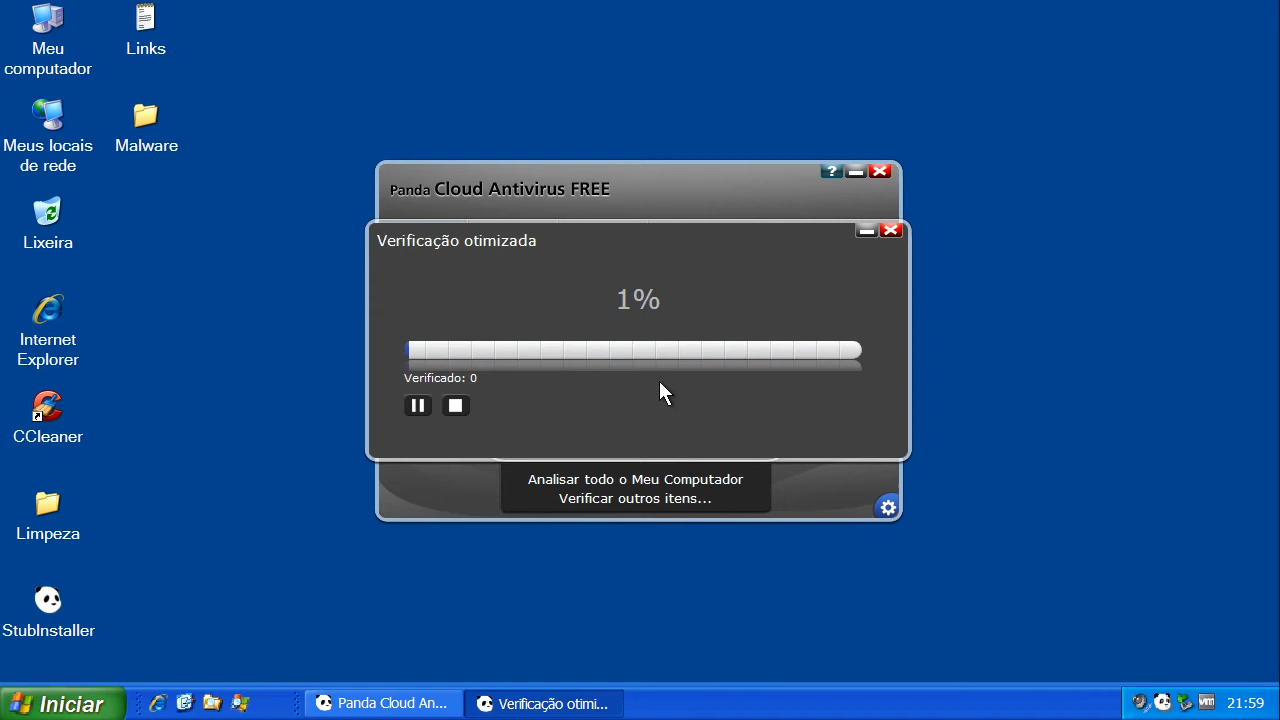 Meu
computador
Links
Meus locais
de rede
Malware
Lixeira
Internet
Explorer
CCleaner
Limpeza
StubInstaller
Panda Cloud Antivirus FREE
?
Verificação otimizada
1%
Verificado: 0
Analisar todo o Meu Computador
Verificar outros itens...
Iniciar
Panda Cloud An...
Verificação otimi...
21:59